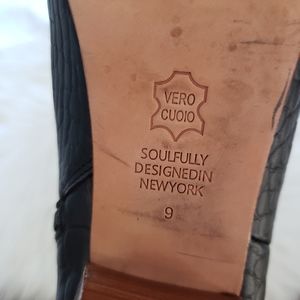 VERO
CUOIO
SOULFULLY
DESIGNEDIN
NEWYORK
9